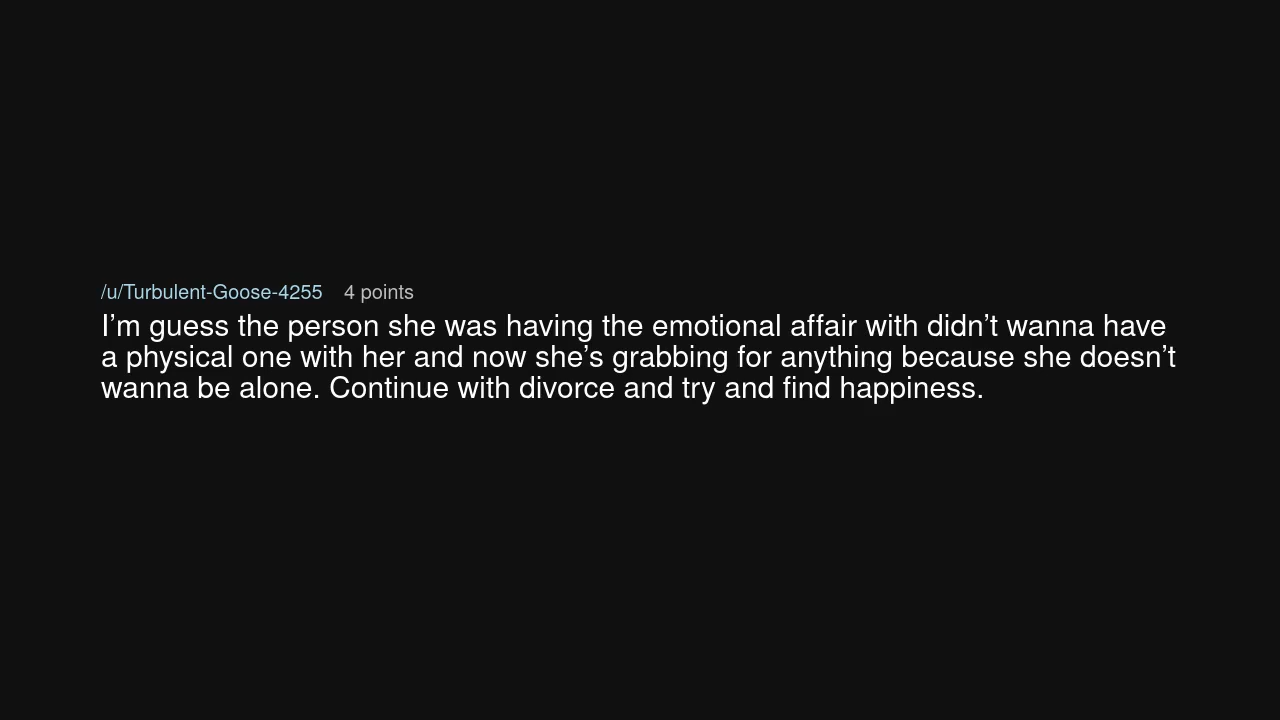 /u/Turbulent-Goose-4255 4 points
I’m guess the person she was having the emotional affair with didn’t wanna have
a physical one with her and now she’s grabbing for anything because she doesn’t
wanna be alone. Continue with divorce and try and find happiness.